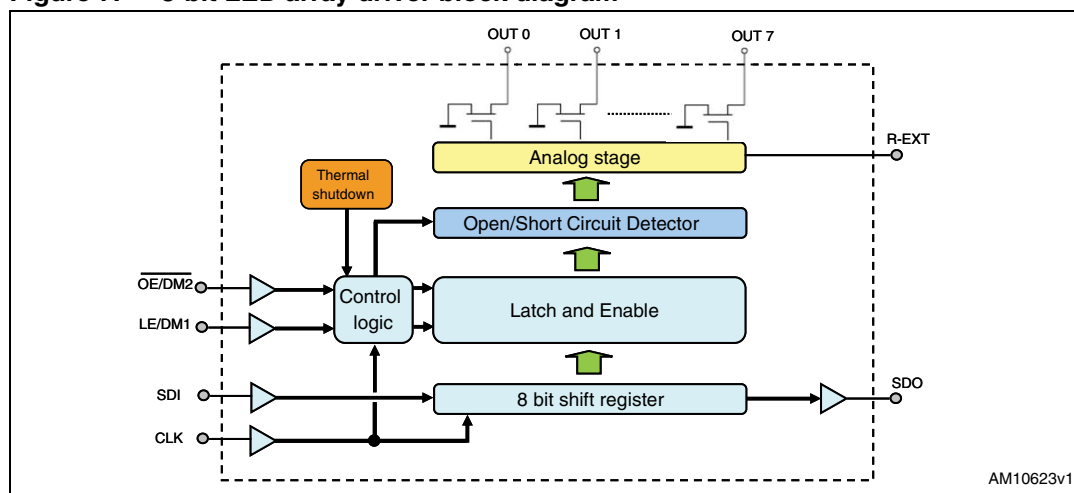 OUT 0
OUT 1
OUT 7
R-EXT
Analog stage
Thermal
shutdown
Open/Short Circuit Detector
OE/DM2
Control
logic
Latch and Enable
LE/DM1
SDI
8 bit shift register
SDO
CLK
AM10623v1